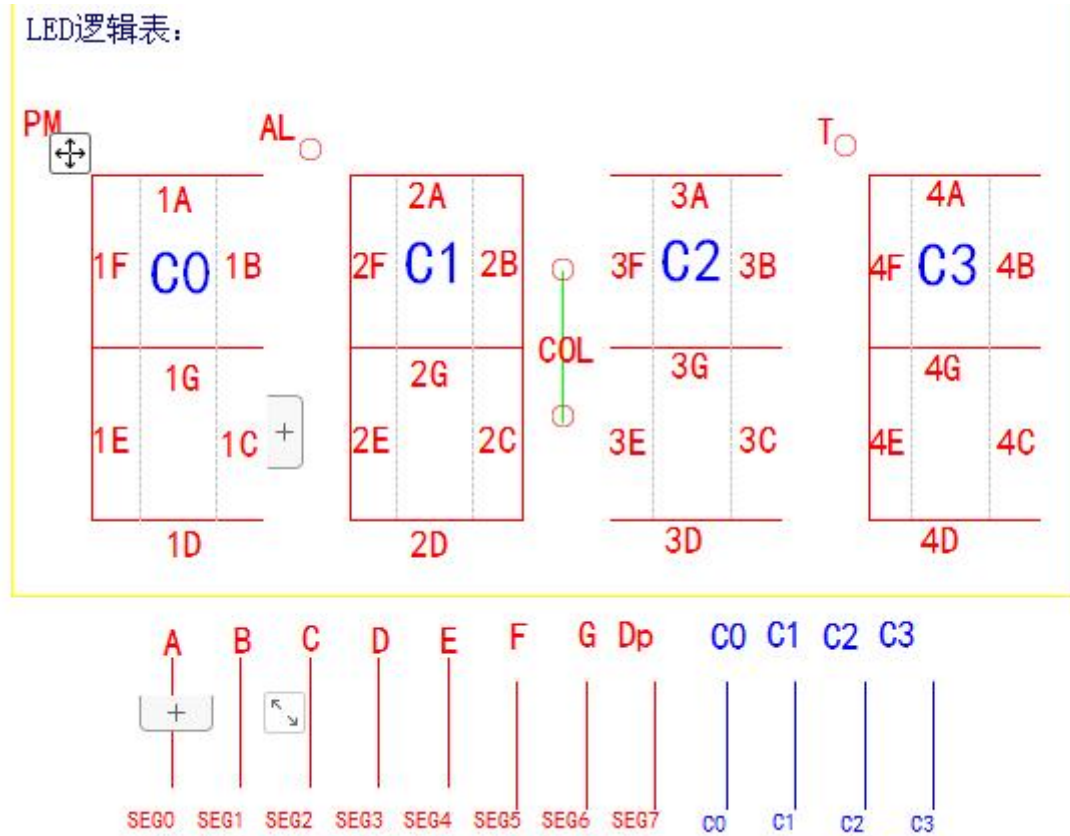 LED逻辑表:
PM AL T
1A 2A 3A 4A
1F C0 1B 2F C1 2B 3F C2 3B 4F C3 4B
COL
1G 2G 3G 4G
1E 1C 2E 2C 3E 3C 4E 4C
1D 2D 3D 4D
A B C D E F G Dp C0 C1 C2 C3
SEG0 SEG1 SEG2 SEG3 SEG4 SEG5 SEG6 SEG7 C0 C1 C2 C3